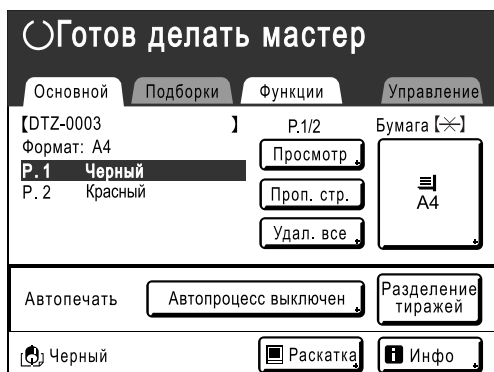 Готов делать мастер
Основной Подборки Функции Управление
[DTZ-0003 ] P.1/2 Бумага
Формат: A4
P.1 Черный
P.2 Красный
Просмотр
Проп. стр.
Удал. все
A4
Автопечать Автопроцесс выключен Разделение тиражей
Черный Раскатка Инфо